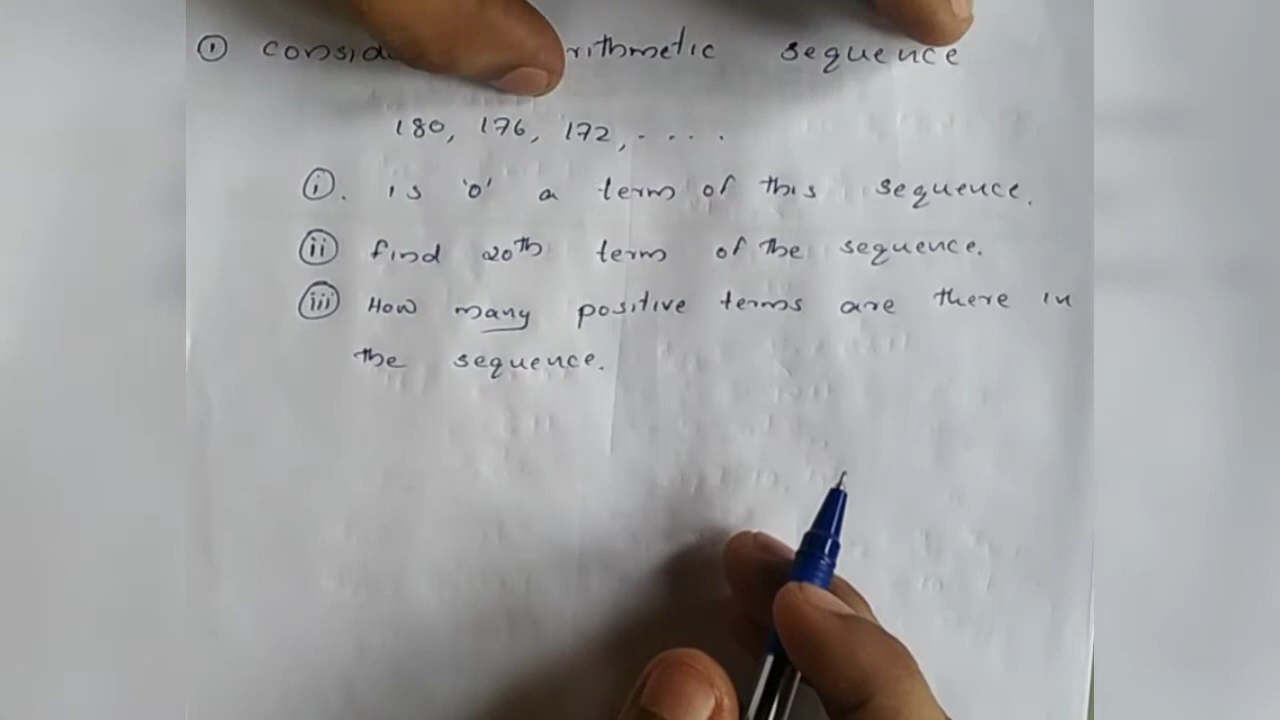 ① consid rithmetic sequence
180, 176, 172, - . . .
ⓘ. is '0' a term of this sequence.
ⓘⓘ find 20th term of the sequence.
ⓘⓘⓘ How many positive terms are there in
the sequence.